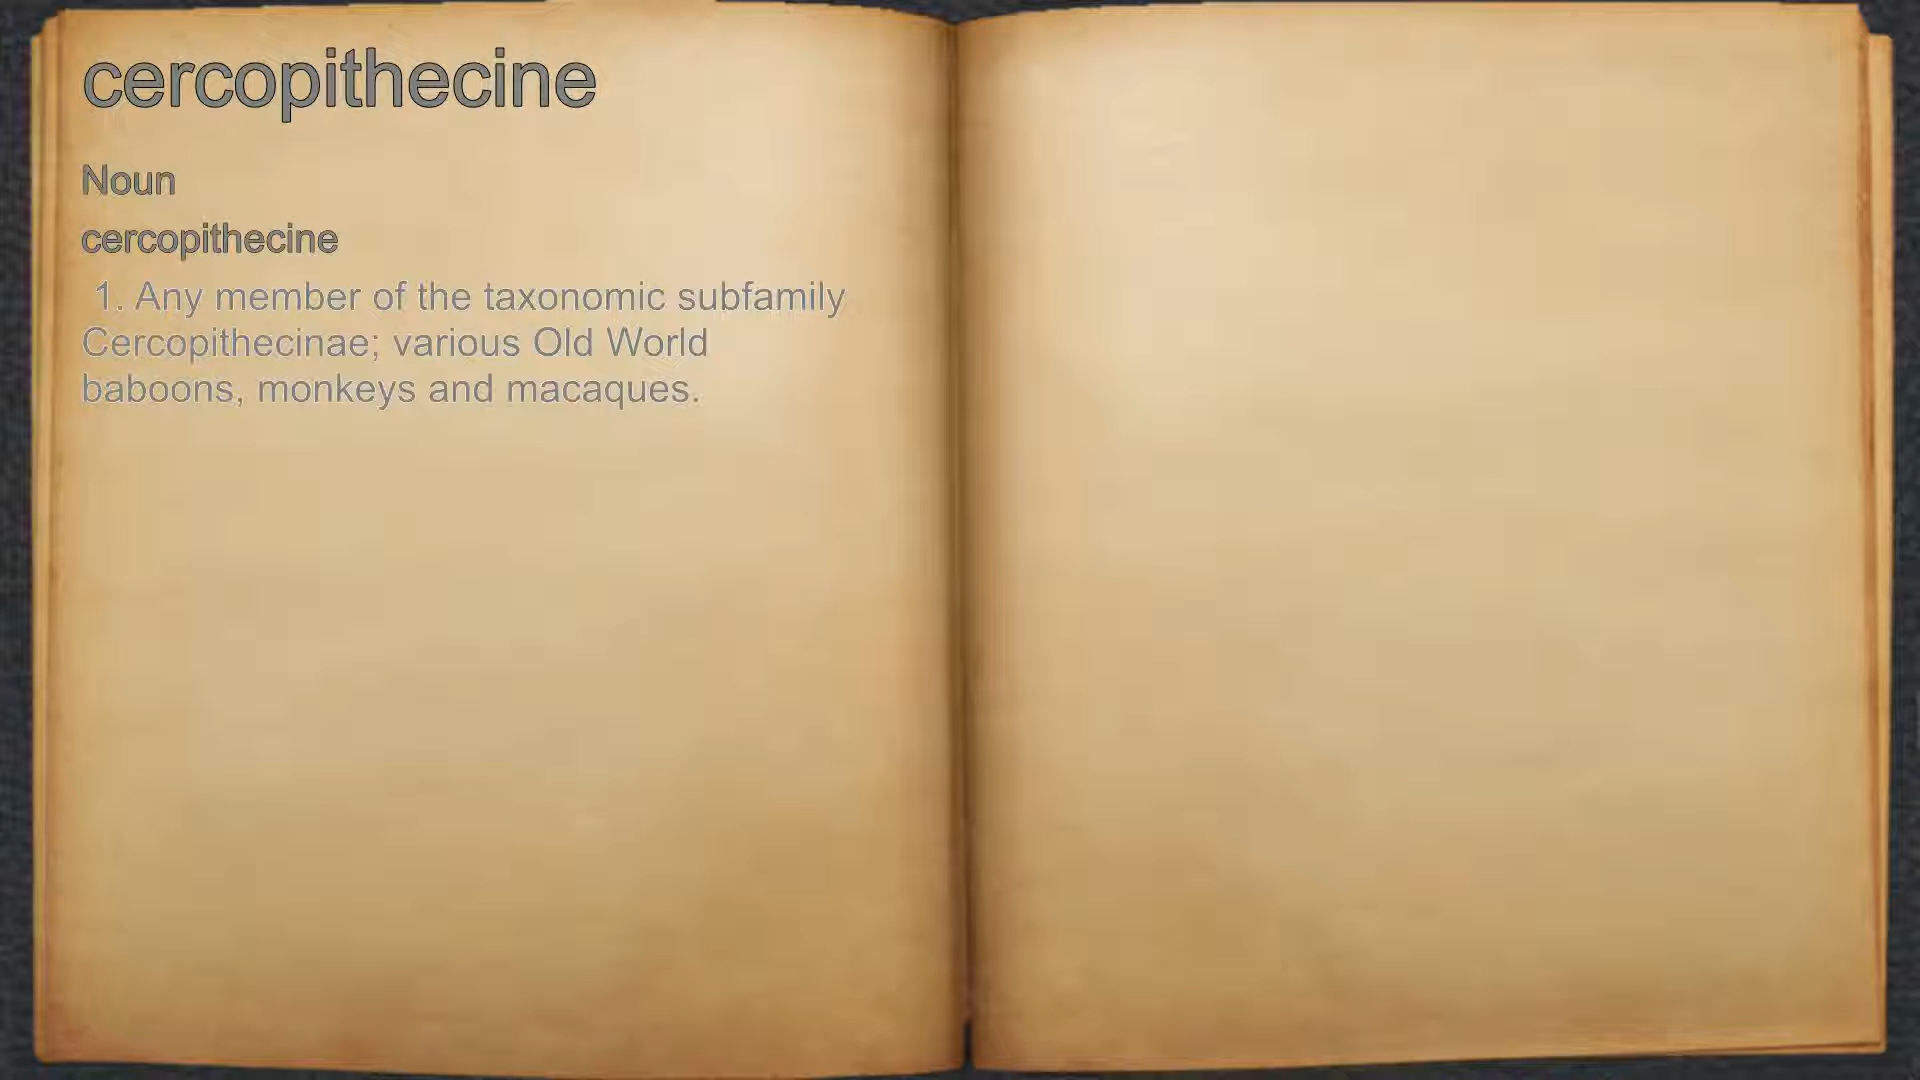 cercopithecine
Noun
cercopithecine
1. Any member of the taxonomic subfamily
Cercopithecinae; various Old World
baboons, monkeys and macaques.